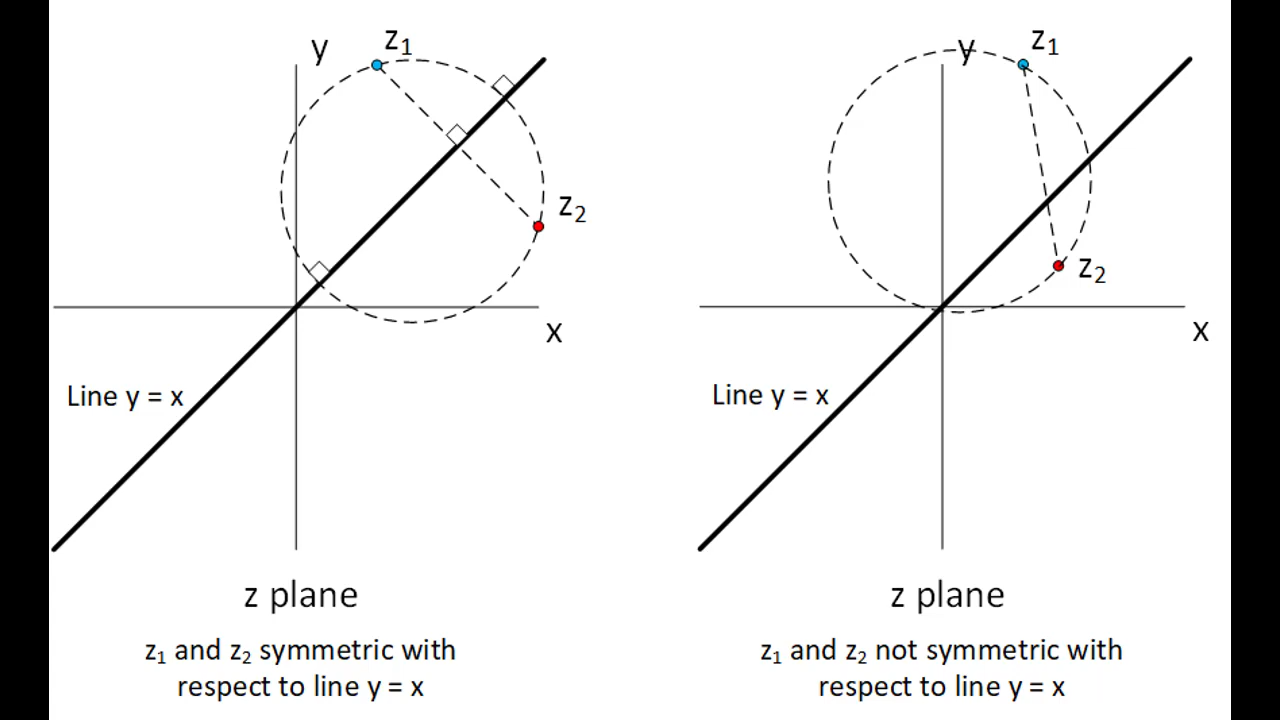 y
z₁
z₂
x
Line y = x
z plane
z₁ and z₂ symmetric with
respect to line y = x
y
z₁
z₂
x
Line y = x
z plane
z₁ and z₂ not symmetric with
respect to line y = x